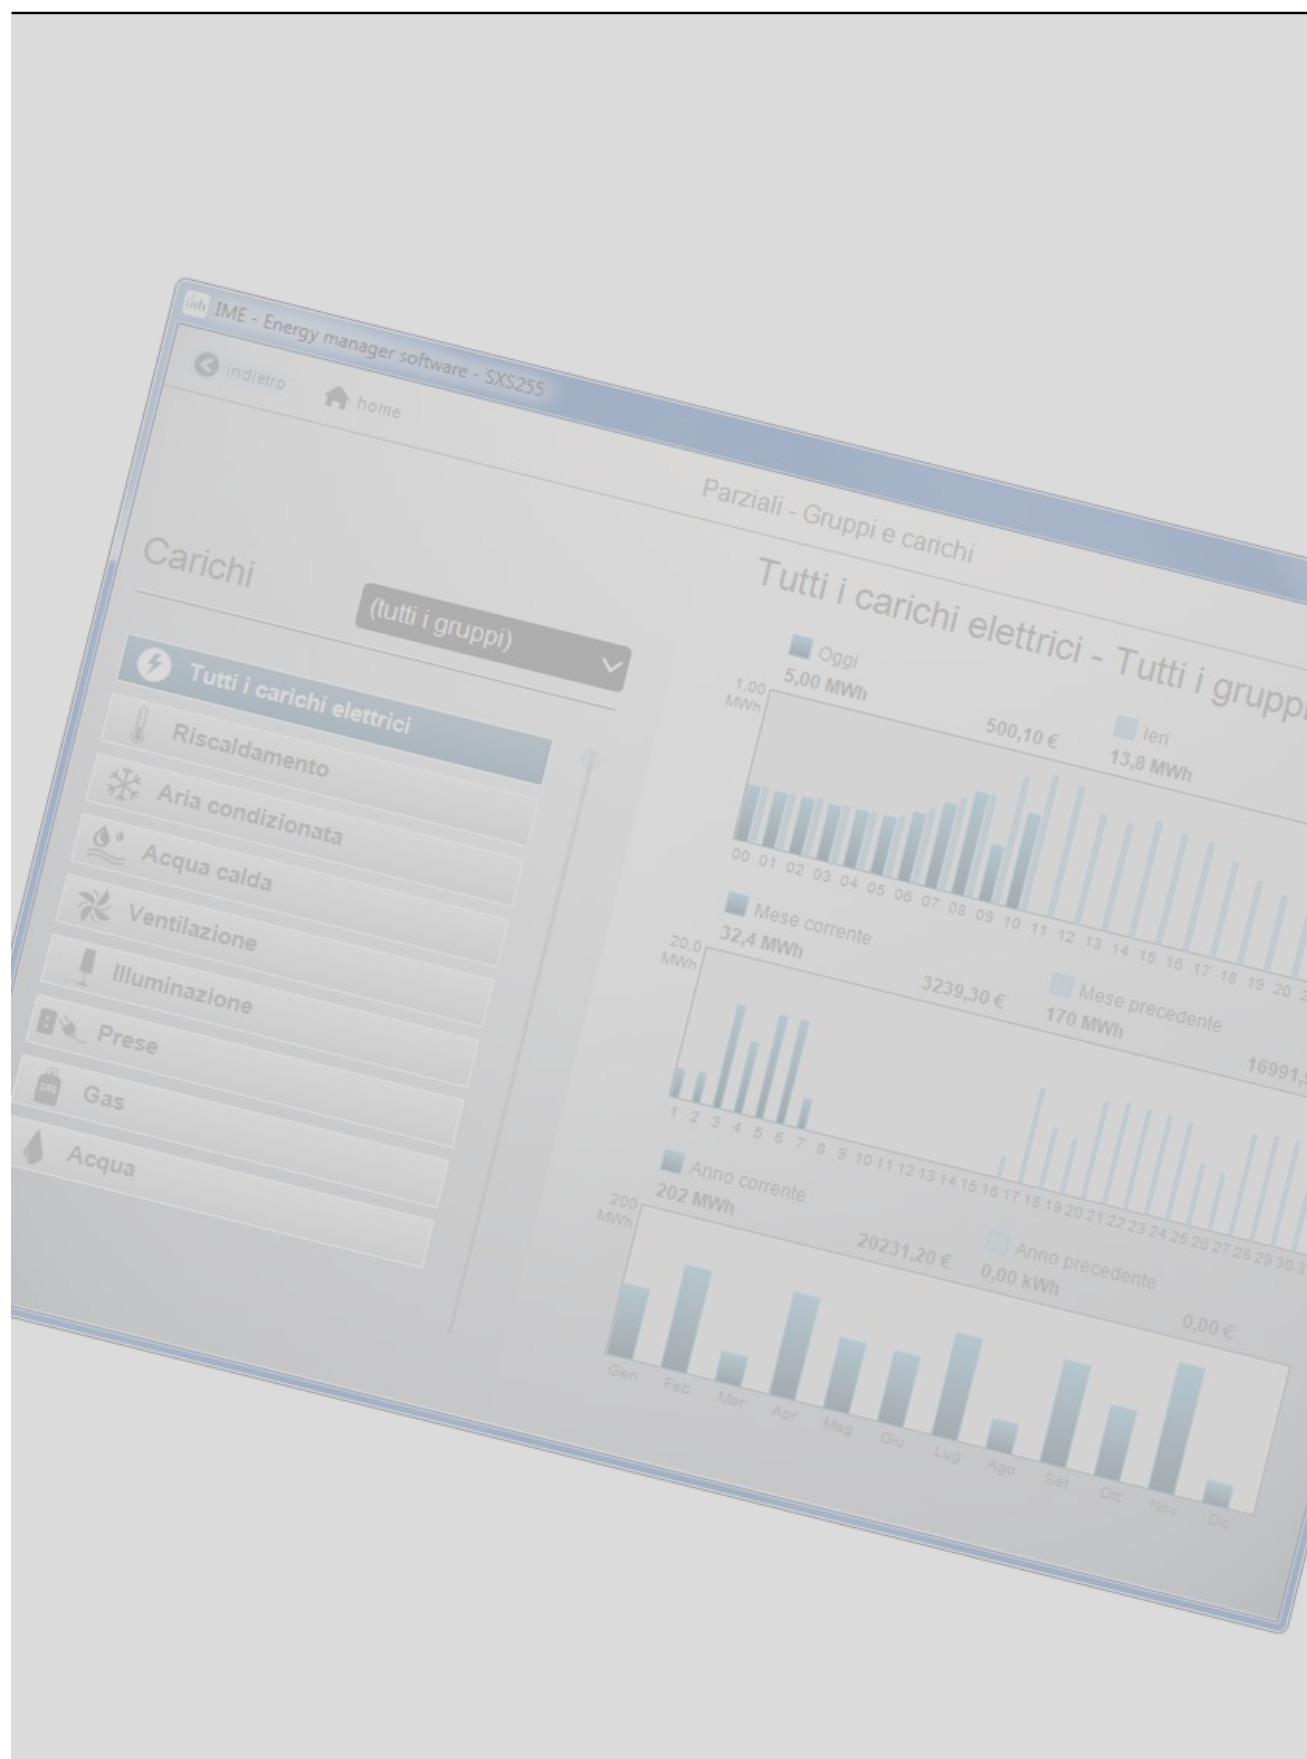 IME - Energy manager software - SXS255
indietro
home
Parziali - Gruppi e carichi
Carichi
(tutti i gruppi)
Tutti i carichi elettrici
Riscaldamento
Aria condizionata
Acqua calda
Ventilazione
Illuminazione
Prese
GAS
Gas
Acqua
Tutti i carichi elettrici - Tutti i gruppi
Oggi
5,00 MWh
500,10 €
Ieri
13,8 MWh
1,00
MWh
00 01 02 03 04 05 06 07 08 09 10 11 12 13 14 15 16 17 18 19 20
Mese corrente
32,4 MWh
3239,30 €
Mese precedente
170 MWh
16991,
20,0
MWh
1 2 3 4 5 6 7 8 9 10 11 12 13 14 15 16 17 18 19 20 21 22 23 24 25 26 27 28 29 30
Anno corrente
202 MWh
20231,20 €
Anno precedente
0,00 kWh
0,00 €
200
MWh
Gen Feb Mar Apr Mag Giu Lug Ago Set Ott Nov Dic